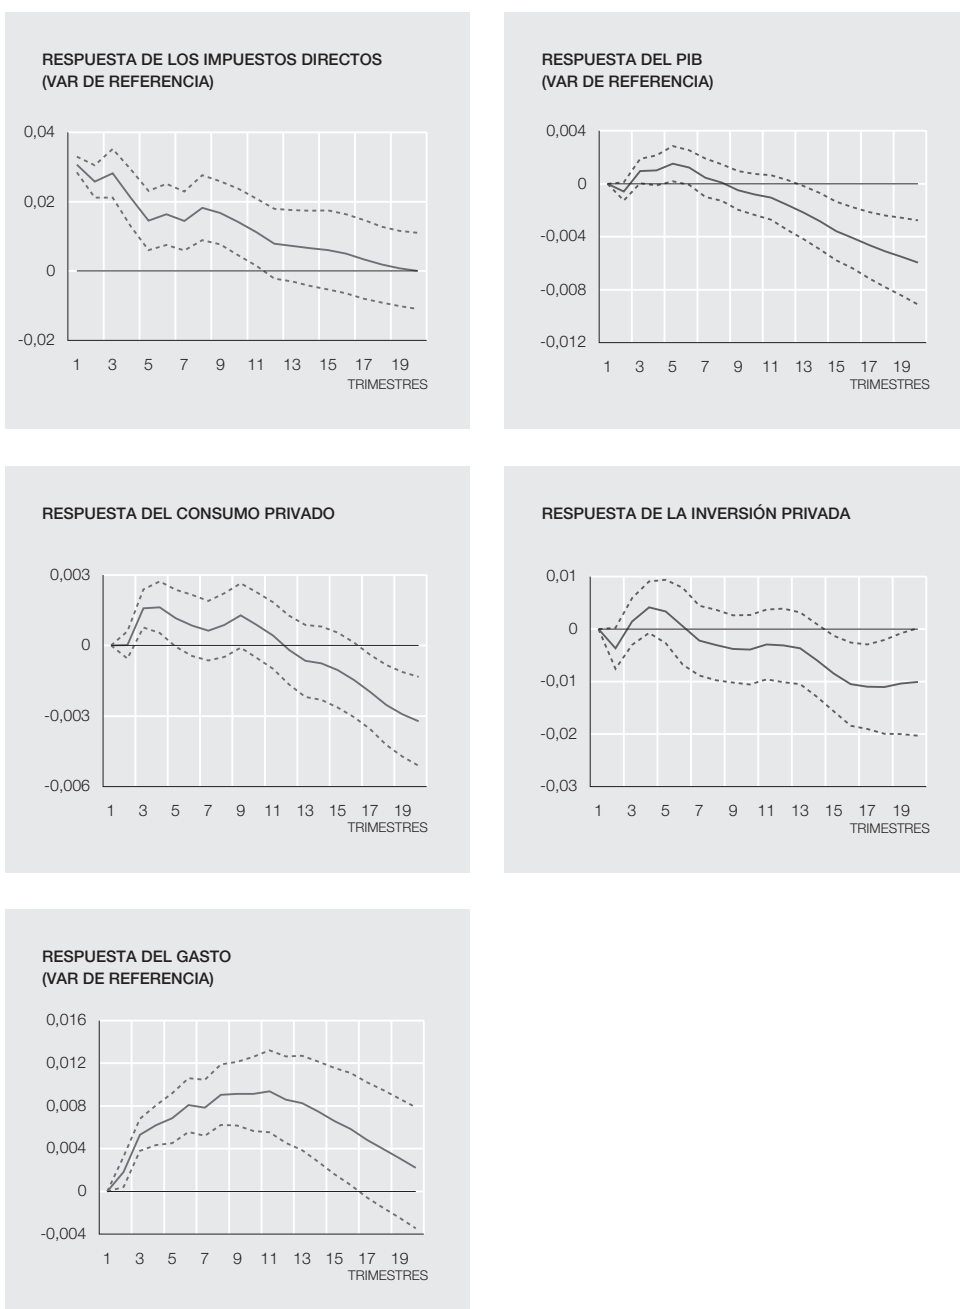 RESPUESTA DE LOS IMPUESTOS DIRECTOS
(VAR DE REFERENCIA)
0,04
0,02
0
-0,02
1 3 5 7 9 11 13 15 17 19
TRIMESTRES
RESPUESTA DEL PIB
(VAR DE REFERENCIA)
0,004
0
-0,004
-0,008
-0,012
1 3 5 7 9 11 13 15 17 19
TRIMESTRES
RESPUESTA DEL CONSUMO PRIVADO
0,003
0
-0,003
-0,006
1 3 5 7 9 11 13 15 17 19
TRIMESTRES
RESPUESTA DE LA INVERSIÓN PRIVADA
0,01
0
-0,01
-0,02
-0,03
1 3 5 7 9 11 13 15 17 19
TRIMESTRES
RESPUESTA DEL GASTO
(VAR DE REFERENCIA)
0,016
0,012
0,008
0,004
0
-0,004
1 3 5 7 9 11 13 15 17 19
TRIMESTRES